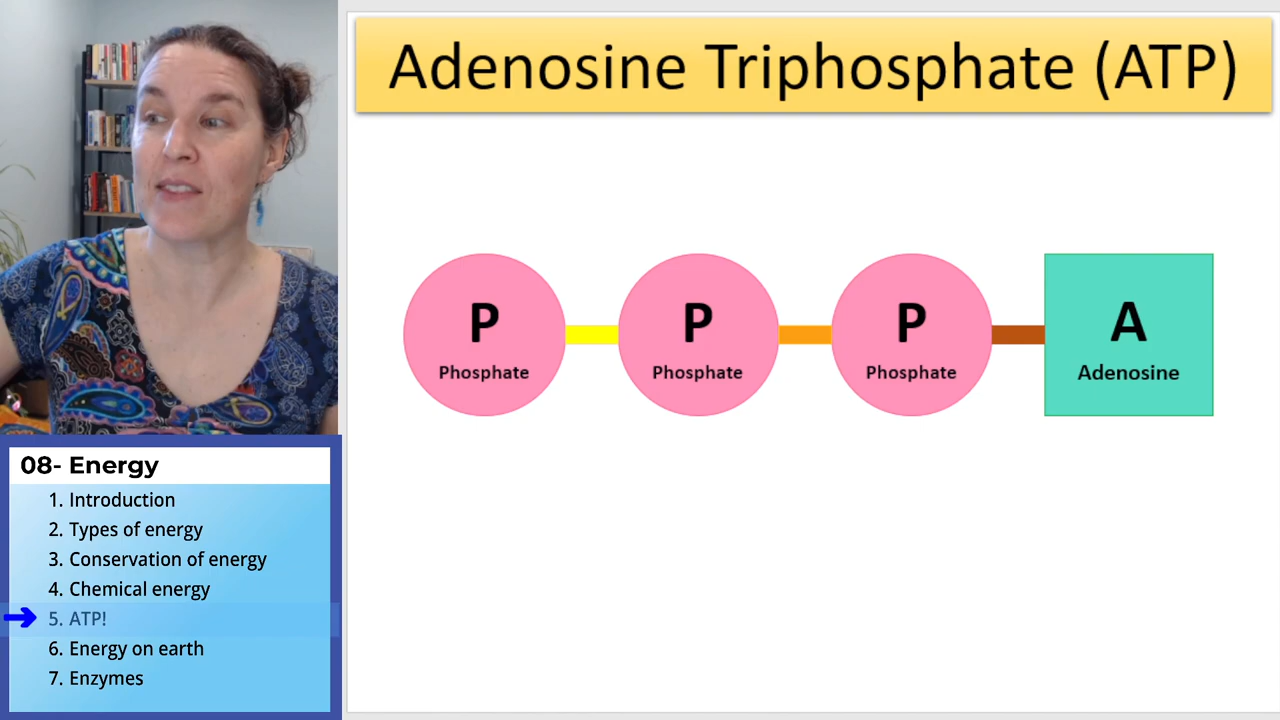 Adenosine Triphosphate (ATP)
P P P A
Phosphate Phosphate Phosphate Adenosine
08- Energy
1. Introduction
2. Types of energy
3. Conservation of energy
4. Chemical energy
5. ATP!
6. Energy on earth
7. Enzymes